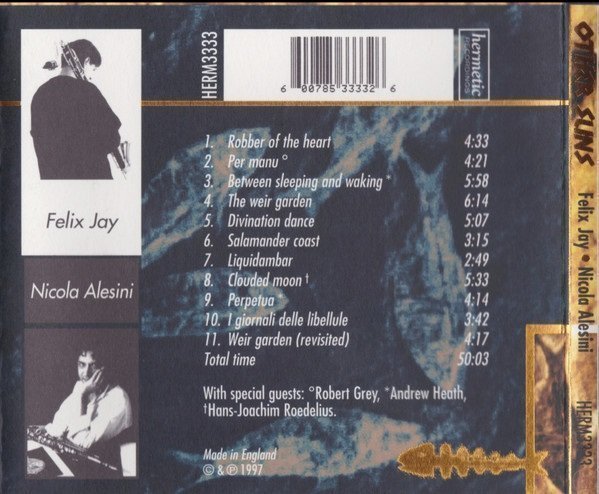 HERM3333
6 00785 33332 6
hermetic
RECORDINGS
1. Robber of the heart 4:33
2. Per manu ° 4:21
3. Between sleeping and waking * 5:58
4. The weir garden 6:14
5. Divination dance 5:07
6. Salamander coast 3:15
7. Liquidambar 2:49
8. Clouded moon † 5:33
9. Perpetua 4:14
10. I giornali delle libellule 3:42
11. Weir garden (revisited) 4:17
Total time 50:03
With special guests: °Robert Grey, *Andrew Heath,
†Hans-Joachim Roedelius.
Made in England
© & ℗ 1997
Felix Jay
Nicola Alesini
OTHER SUNS
Felix Jay • Nicola Alesini
HERM3333